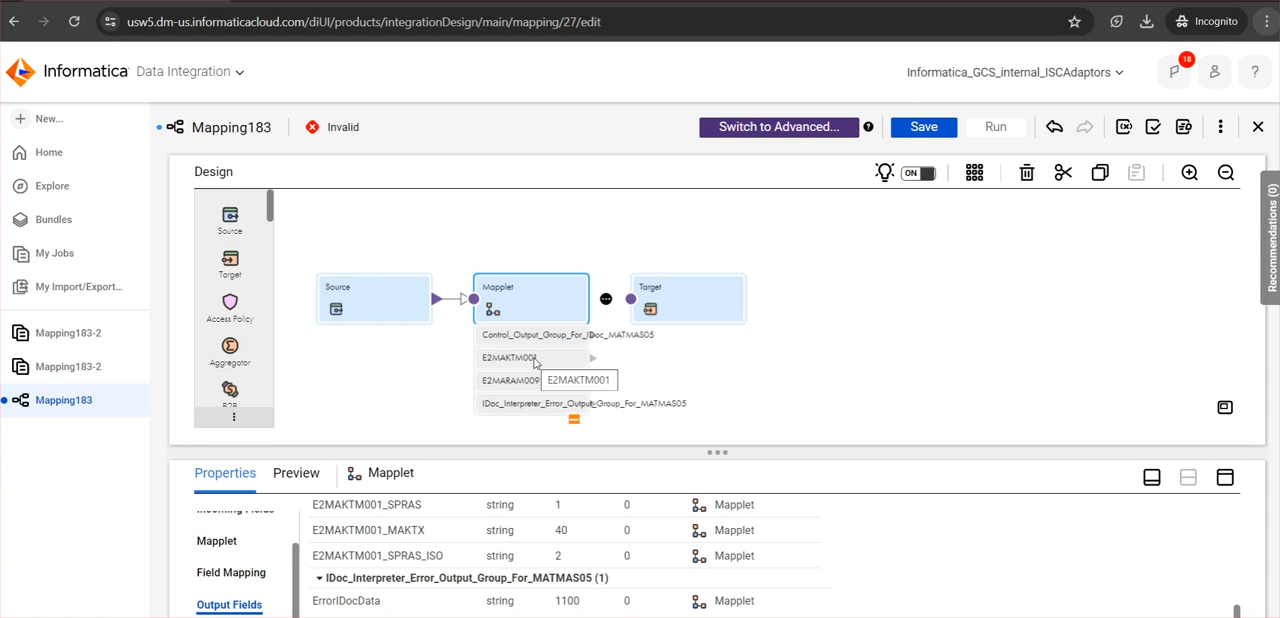 usw5.dm-us.informaticacloud.com/diUI/products/integrationDesign/main/mapping/27/edit
Incognito
Informatica Data Integration
Informatica_GCS_internal_ISCAdaptors
18
?
New...
Home
Explore
Bundles
My Jobs
My Import/Export...
Mapping183-2
Mapping183-2
Mapping183
Mapping183
Invalid
Switch to Advanced...
?
Save
Run
Design
ON
Recommendations (0)
Source
Target
Access Policy
Aggregator
Source
Mapplet
Target
Control_Output_Group_For_IDoc_MATMAS05
E2MAKTM001
E2MARAM009
E2MAKTM001
IDoc_Interpreter_Error_Output_Group_For_MATMAS05
Properties
Preview
Mapplet
Incoming Fields
Mapplet
Field Mapping
Output Fields
E2MAKTM001_SPRAS string 1 0 Mapplet
E2MAKTM001_MAKTX string 40 0 Mapplet
E2MAKTM001_SPRAS_ISO string 2 0 Mapplet
IDoc_Interpreter_Error_Output_Group_For_MATMAS05 (1)
ErrorIDocData string 1100 0 Mapplet